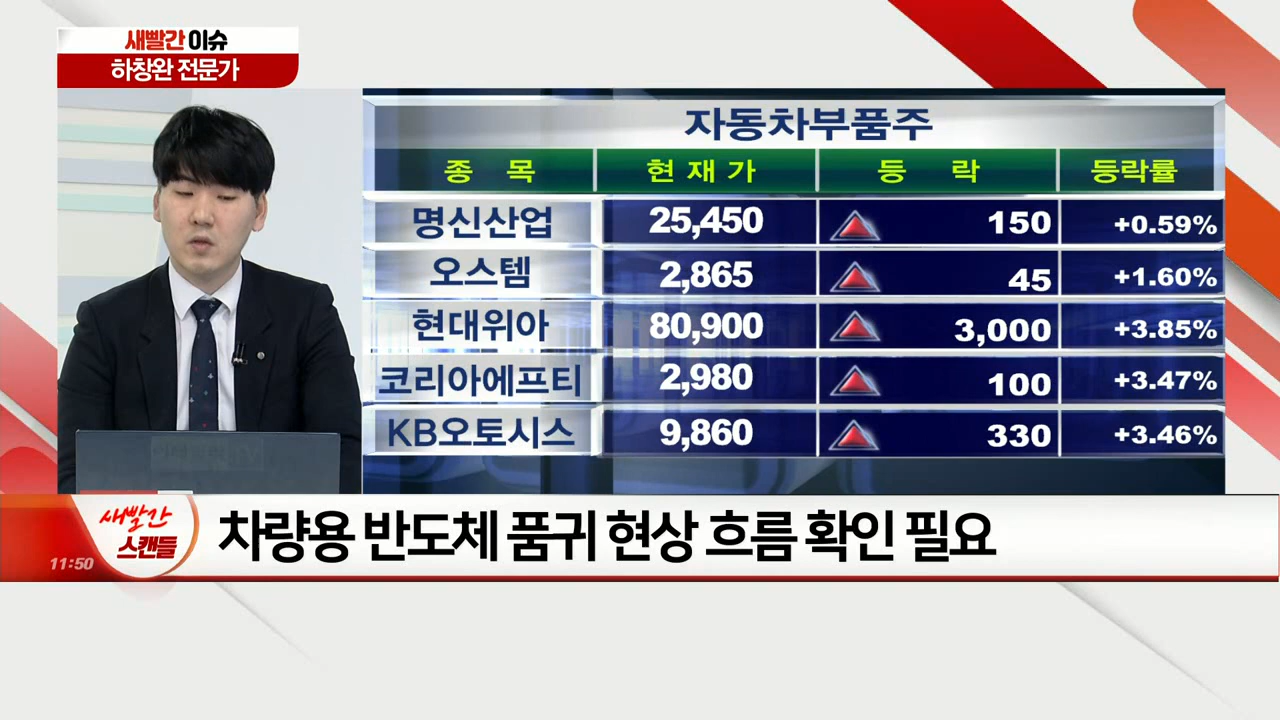 새빨간 이슈
하창완 전문가
자동차부품주
종 목 현 재 가 등 락 등락률
명신산업 25,450 150 +0.59%
오스템 2,865 45 +1.60%
현대위아 80,900 3,000 +3.85%
코리아에프티 2,980 100 +3.47%
KB오토시스 9,860 330 +3.46%
새빨간
스캔들
11:50
차량용 반도체 품귀 현상 흐름 확인 필요